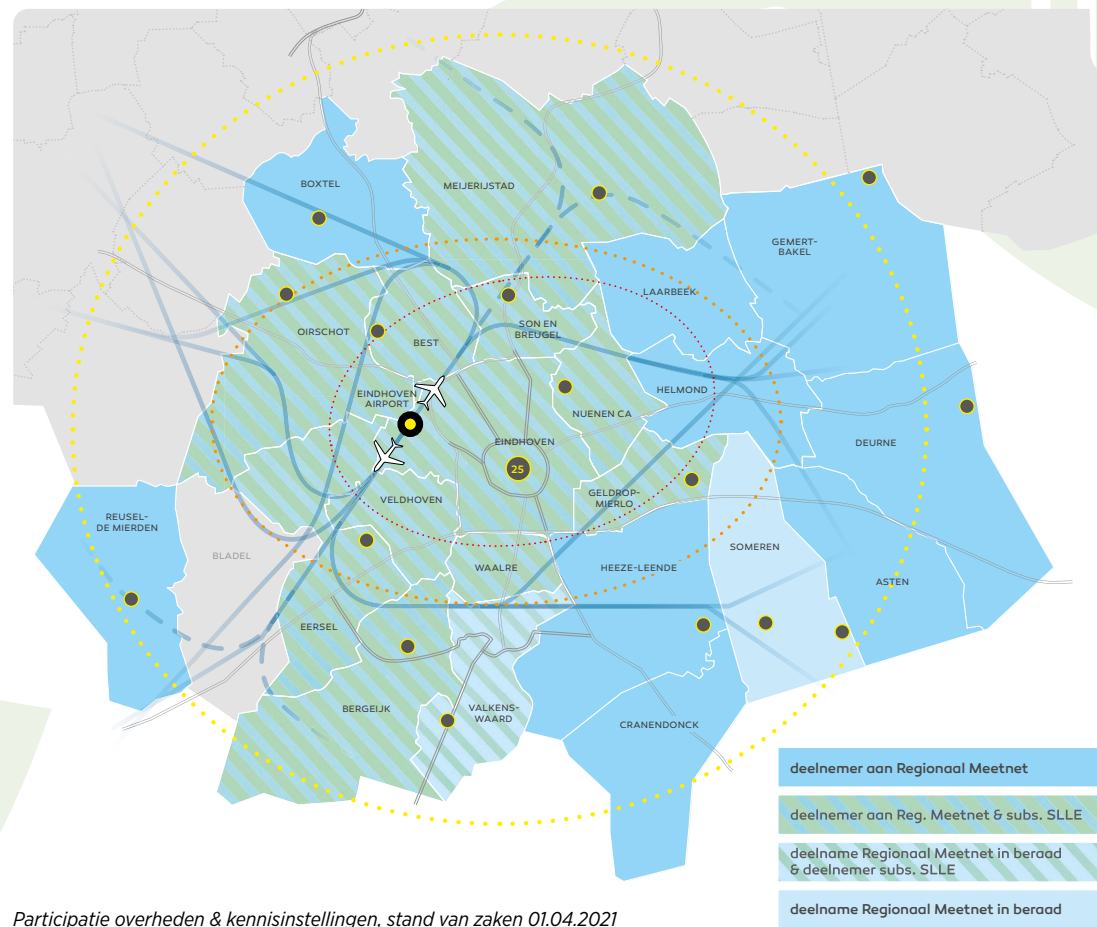 BOXTEL
MEIJERIJSTAD
GEMERT-
BAKEL
LAARBEEK
OIRSCHOT
BEST
SON EN
BREUGEL
EINDHOVEN
AIRPORT
HELMOND
NUENEN CA
EINDHOVEN
DEURNE
25
VELDHOVEN
GELDROP-
MIERLO
REUSEL-
DE MIERDEN
BLADEL
SOMEREN
WAALRE
HEEZE-LEENDE
ASTEN
EERSEL
BERGEIJK
VALKENS-
WAARD
CRANENDONCK
deelnemer aan Regionaal Meetnet
deelnemer aan Reg. Meetnet & subs. SLLE
deelname Regionaal Meetnet in beraad
& deelnemer subs. SLLE
deelname Regionaal Meetnet in beraad
Participatie overheden & kennisinstellingen, stand van zaken 01.04.2021